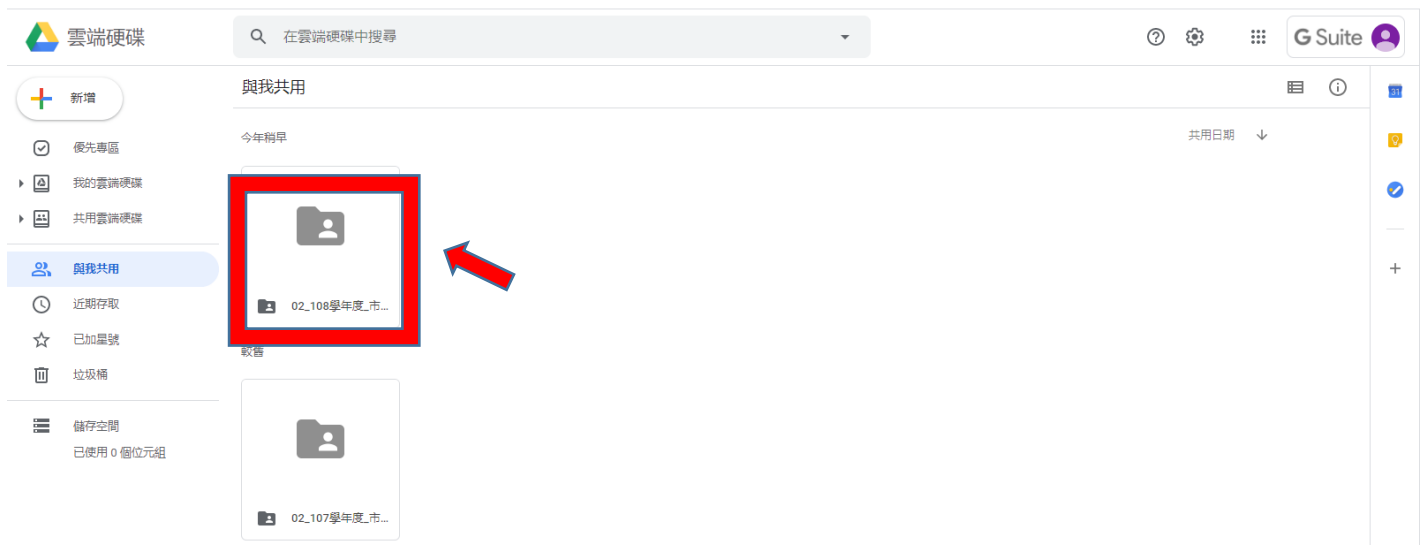 雲端硬碟
在雲端硬碟中搜尋
G Suite
新增
與我共用
優先專區
我的雲端硬碟
共用雲端硬碟
與我共用
近期存取
已加星號
垃圾桶
儲存空間
已使用 0 個位元組
今年稍早
共用日期
02_108學年度_市...
較舊
02_107學年度_市...
31